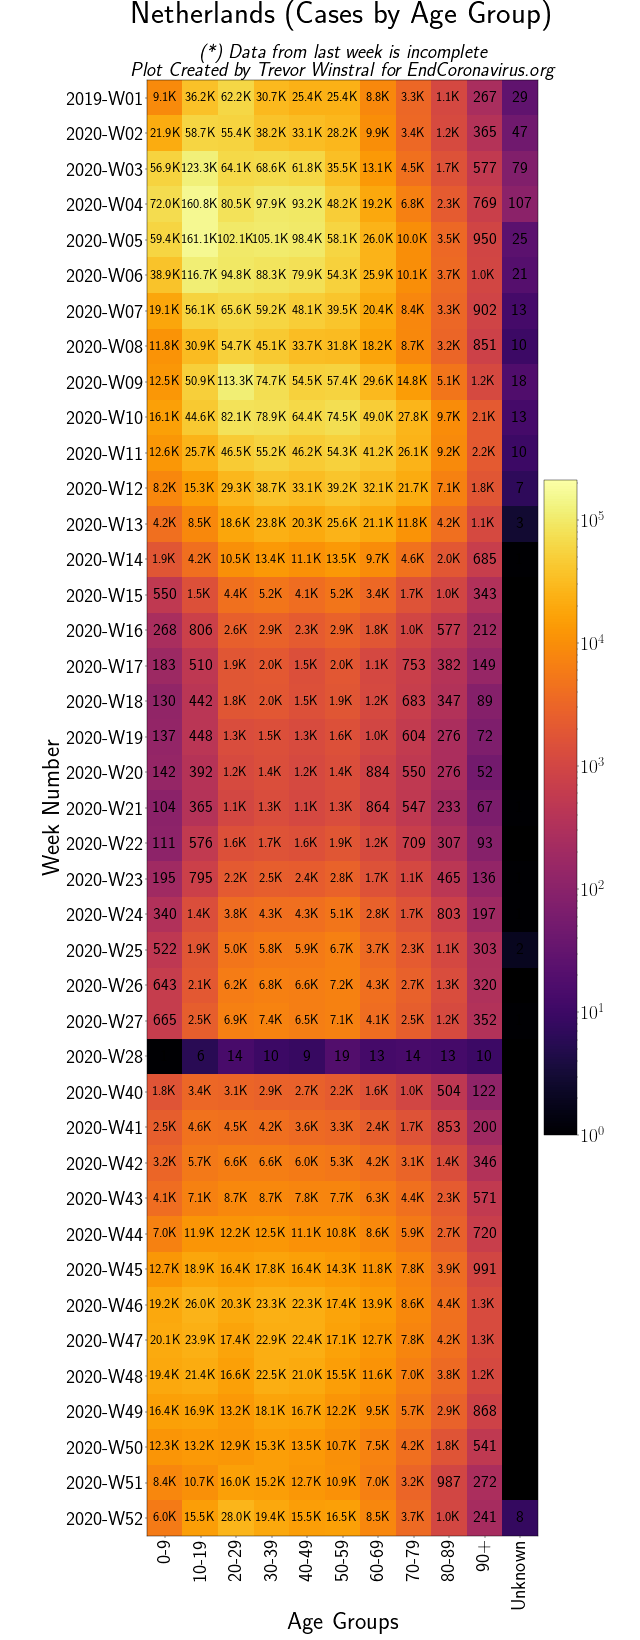 Netherlands (Cases by Age Group)
(*) Data from last week is incomplete
Plot Created by Trevor Winstral for EndCoronavirus.org
2019-W01 9.1K 36.2K 62.2K 30.7K 25.4K 25.4K 8.8K 3.3K 1.1K 267 29
2020-W02 21.9K 58.7K 55.4K 38.2K 33.1K 28.2K 9.9K 3.4K 1.2K 365 47
2020-W03 56.9K 123.3K 64.1K 68.6K 61.8K 35.5K 13.1K 4.5K 1.7K 577 79
2020-W04 72.0K 160.8K 80.5K 97.9K 93.2K 48.2K 19.2K 6.8K 2.3K 769 107
2020-W05 59.4K 161.1K 102.1K 105.1K 98.4K 58.1K 26.0K 10.0K 3.5K 950 25
2020-W06 38.9K 116.7K 94.8K 88.3K 79.9K 54.3K 25.9K 10.1K 3.7K 1.0K 21
2020-W07 19.1K 56.1K 65.6K 59.2K 48.1K 39.5K 20.4K 8.4K 3.3K 902 13
2020-W08 11.8K 30.9K 54.7K 45.1K 33.7K 31.8K 18.2K 8.7K 3.2K 851 10
2020-W09 12.5K 50.9K 113.3K 74.7K 54.5K 57.4K 29.6K 14.8K 5.1K 1.2K 18
2020-W10 16.1K 44.6K 82.1K 78.9K 64.4K 74.5K 49.0K 27.8K 9.7K 2.1K 13
2020-W11 12.6K 25.7K 46.5K 55.2K 46.2K 54.3K 41.2K 26.1K 9.2K 2.2K 10
2020-W12 8.2K 15.3K 29.3K 38.7K 33.1K 39.2K 32.1K 21.7K 7.1K 1.8K 7
2020-W13 4.2K 8.5K 18.6K 23.8K 20.3K 25.6K 21.1K 11.8K 4.2K 1.1K 3
2020-W14 1.9K 4.2K 10.5K 13.4K 11.1K 13.5K 9.7K 4.6K 2.0K 685
2020-W15 550 1.5K 4.4K 5.2K 4.1K 5.2K 3.4K 1.7K 1.0K 343
2020-W16 268 806 2.6K 2.9K 2.3K 2.9K 1.8K 1.0K 577 212
2020-W17 183 510 1.9K 2.0K 1.5K 2.0K 1.1K 753 382 149
2020-W18 130 442 1.8K 2.0K 1.5K 1.9K 1.2K 683 347 89
2020-W19 137 448 1.3K 1.5K 1.3K 1.6K 1.0K 604 276 72
2020-W20 142 392 1.2K 1.4K 1.2K 1.4K 884 550 276 52
2020-W21 104 365 1.1K 1.3K 1.1K 1.3K 864 547 233 67
2020-W22 111 576 1.6K 1.7K 1.6K 1.9K 1.2K 709 307 93
2020-W23 195 795 2.2K 2.5K 2.4K 2.8K 1.7K 1.1K 465 136
2020-W24 340 1.4K 3.8K 4.3K 4.3K 5.1K 2.8K 1.7K 803 197
2020-W25 522 1.9K 5.0K 5.8K 5.9K 6.7K 3.7K 2.3K 1.1K 303 2
2020-W26 643 2.1K 6.2K 6.8K 6.6K 7.2K 4.3K 2.7K 1.3K 320
2020-W27 665 2.5K 6.9K 7.4K 6.5K 7.1K 4.1K 2.5K 1.2K 352
2020-W28 6 14 10 9 19 13 14 13 10
2020-W40 1.8K 3.4K 3.1K 2.9K 2.7K 2.2K 1.6K 1.0K 504 122
2020-W41 2.5K 4.6K 4.5K 4.2K 3.6K 3.3K 2.4K 1.7K 853 200
2020-W42 3.2K 5.7K 6.6K 6.6K 6.0K 5.3K 4.2K 3.1K 1.4K 346
2020-W43 4.1K 7.1K 8.7K 8.7K 7.8K 7.7K 6.3K 4.4K 2.3K 571
2020-W44 7.0K 11.9K 12.2K 12.5K 11.1K 10.8K 8.6K 5.9K 2.7K 720
2020-W45 12.7K 18.9K 16.4K 17.8K 16.4K 14.3K 11.8K 7.8K 3.9K 991
2020-W46 19.2K 26.0K 20.3K 23.3K 22.3K 17.4K 13.9K 8.6K 4.4K 1.3K
2020-W47 20.1K 23.9K 17.4K 22.9K 22.4K 17.1K 12.7K 7.8K 4.2K 1.3K
2020-W48 19.4K 21.4K 16.6K 22.5K 21.0K 15.5K 11.6K 7.0K 3.8K 1.2K
2020-W49 16.4K 16.9K 13.2K 18.1K 16.7K 12.2K 9.5K 5.7K 2.9K 868
2020-W50 12.3K 13.2K 12.9K 15.3K 13.5K 10.7K 7.5K 4.2K 1.8K 541
2020-W51 8.4K 10.7K 16.0K 15.2K 12.7K 10.9K 7.0K 3.2K 987 272
2020-W52 6.0K 15.5K 28.0K 19.4K 15.5K 16.5K 8.5K 3.7K 1.0K 241 8
0-9 10-19 20-29 30-39 40-49 50-59 60-69 70-79 80-89 90+ Unknown
Age Groups
Week Number
10^5
10^4
10^3
10^2
10^1
10^0